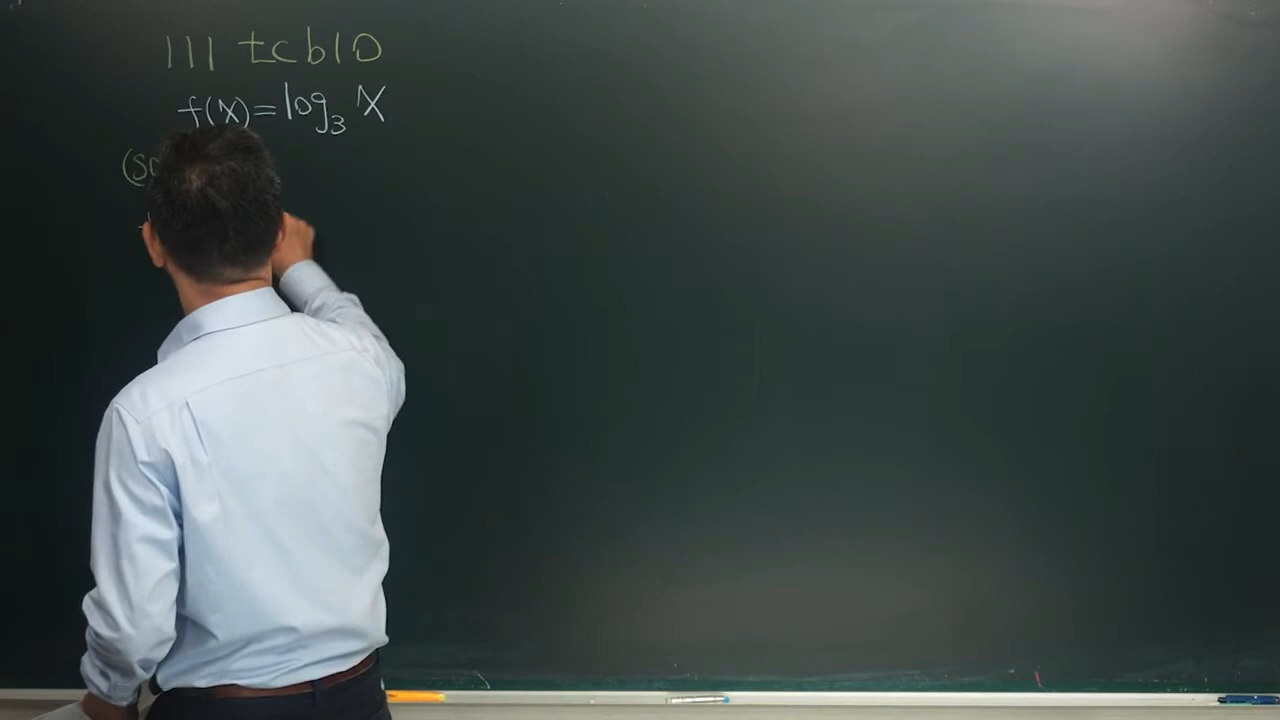 111 tcb10
f(x)=log₃ x